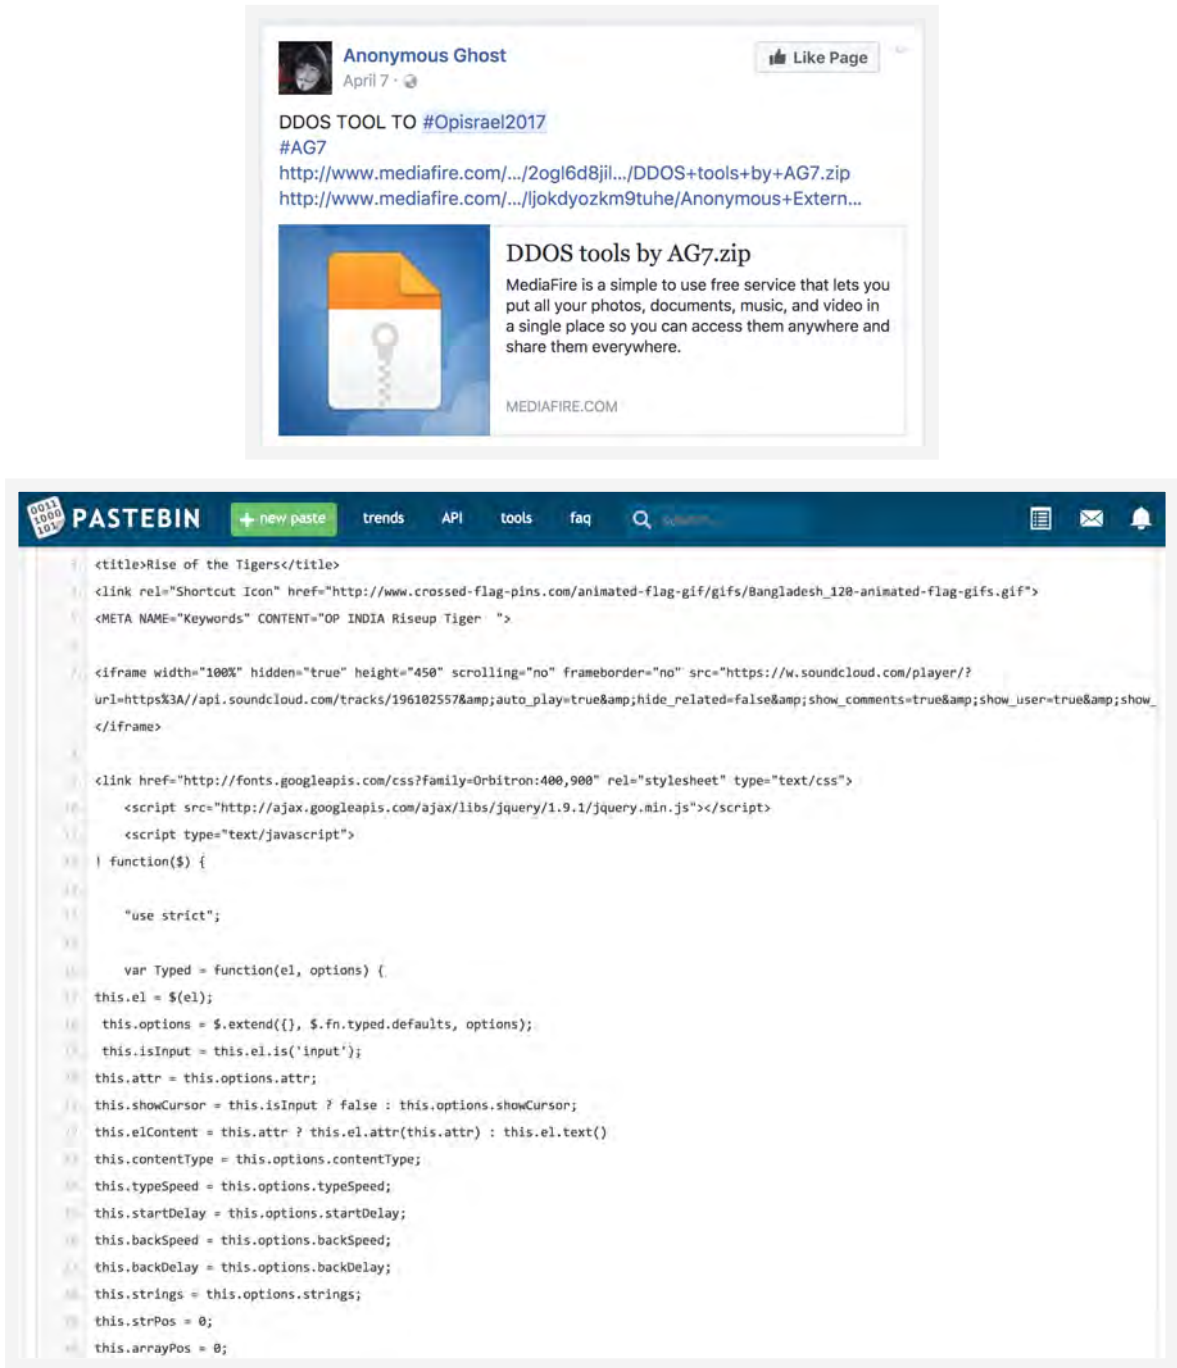 Anonymous Ghost
Like Page
April 7 ·
DDOS TOOL TO #Opisrael2017
#AG7
http://www.mediafire.com/.../2ogl6d8jil.../DDOS+tools+by+AG7.zip
http://www.mediafire.com/.../ljokdyozkm9tuhe/Anonymous+Extern...
DDOS tools by AG7.zip
MediaFire is a simple to use free service that lets you
put all your photos, documents, music, and video in
a single place so you can access them anywhere and
share them everywhere.
MEDIAFIRE.COM
PASTEBIN + new paste trends API tools faq
<title>Rise of the Tigers</title>
<link rel="Shortcut Icon" href="http://www.crossed-flag-pins.com/animated-flag-gif/gifs/Bangladesh_120-animated-flag-gifs.gif">
<META NAME="Keywords" CONTENT="OP INDIA Riseup Tiger  ">
<iframe width="100%" hidden="true" height="450" scrolling="no" frameborder="no" src="https://w.soundcloud.com/player/?
url=https%3A//api.soundcloud.com/tracks/196102557&amp;auto_play=true&amp;hide_related=false&amp;show_comments=true&amp;show_user=true&amp;show_
</iframe>
<link href="http://fonts.googleapis.com/css?family=Orbitron:400,900" rel="stylesheet" type="text/css">
<script src="http://ajax.googleapis.com/ajax/libs/jquery/1.9.1/jquery.min.js"></script>
<script type="text/javascript">
! function($) {
"use strict";
var Typed = function(el, options) {
this.el = $(el);
this.options = $.extend({}, $.fn.typed.defaults, options);
this.isInput = this.el.is('input');
this.attr = this.options.attr;
this.showCursor = this.isInput ? false : this.options.showCursor;
this.elContent = this.attr ? this.el.attr(this.attr) : this.el.text()
this.contentType = this.options.contentType;
this.typeSpeed = this.options.typeSpeed;
this.startDelay = this.options.startDelay;
this.backSpeed = this.options.backSpeed;
this.backDelay = this.options.backDelay;
this.strings = this.options.strings;
this.strPos = 0;
this.arrayPos = 0;